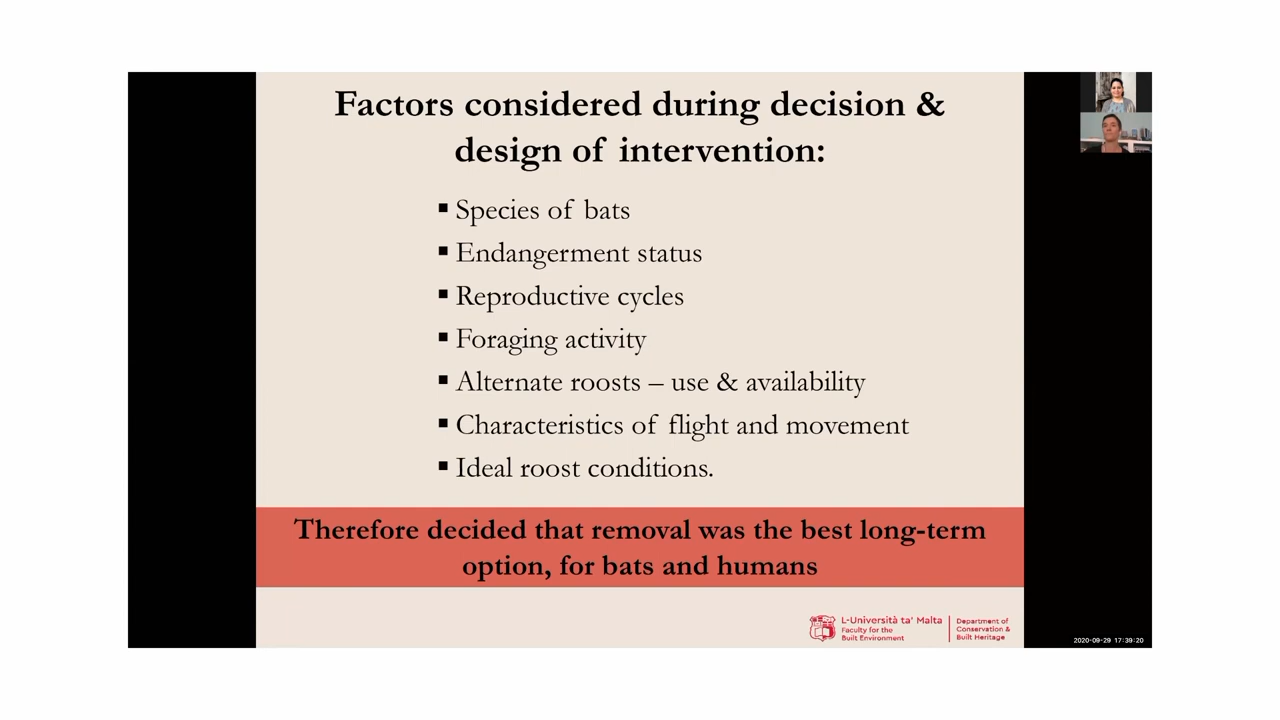 Factors considered during decision &
design of intervention:
▪ Species of bats
▪ Endangerment status
▪ Reproductive cycles
▪ Foraging activity
▪ Alternate roosts – use & availability
▪ Characteristics of flight and movement
▪ Ideal roost conditions.
Therefore decided that removal was the best long-term
option, for bats and humans
L-Università ta' Malta
Faculty for the
Built Environment
Department of
Conservation &
Built Heritage
2020-09-29 17:39:20